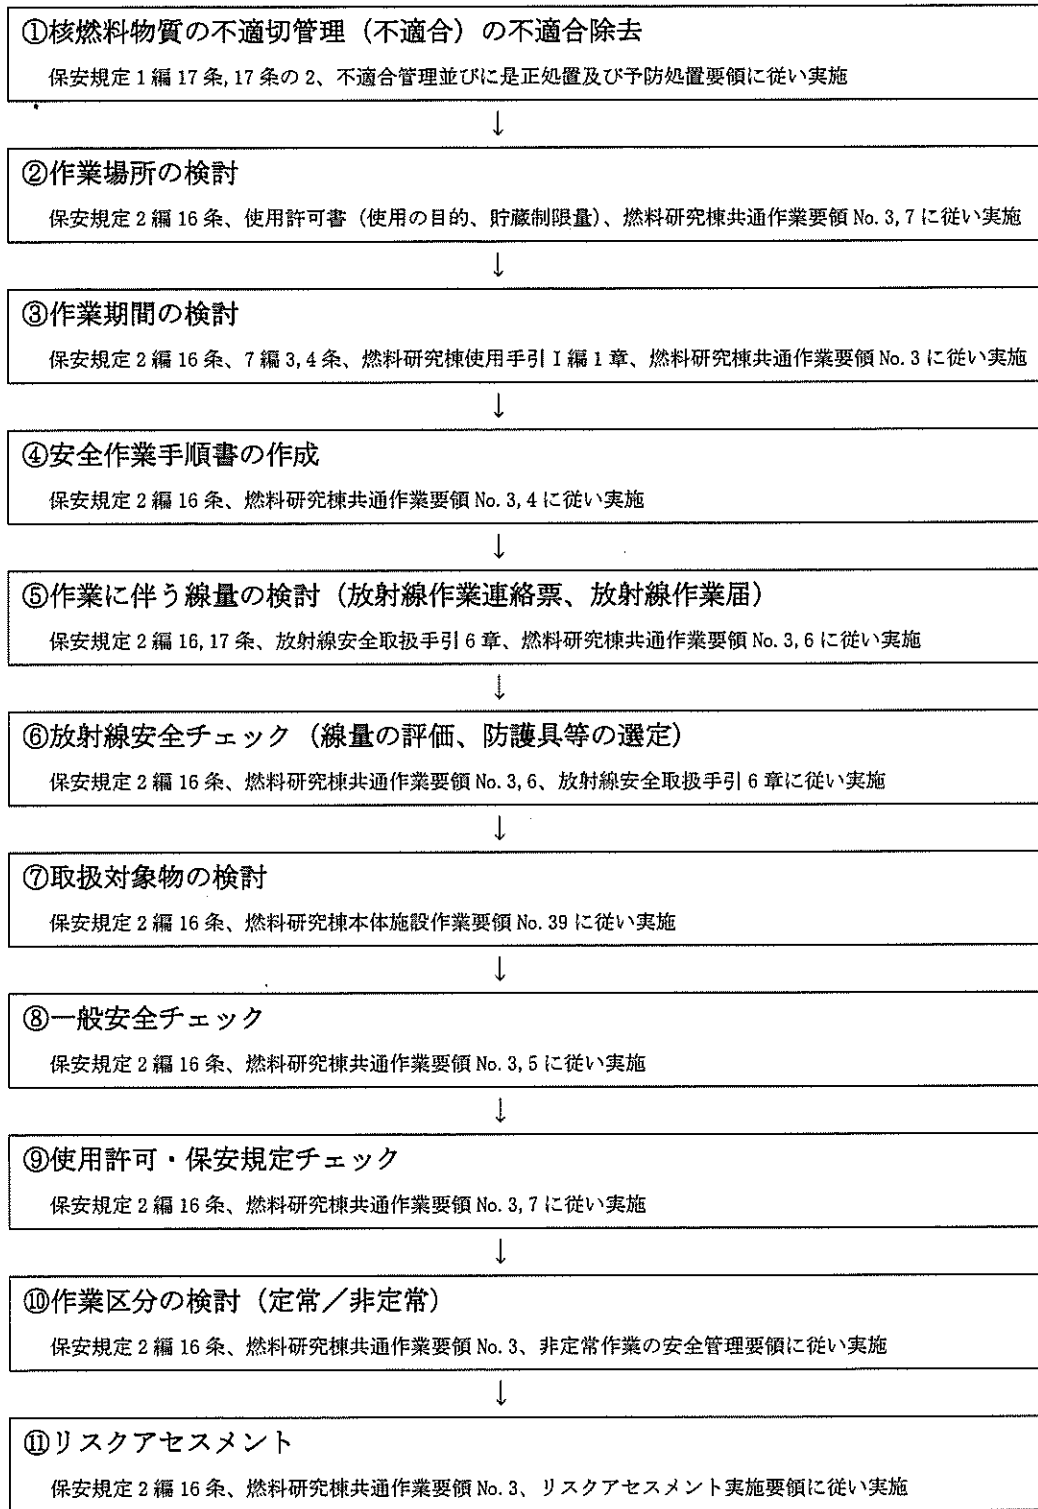 ①核燃料物質の不適切管理（不適合）の不適合除去
保安規定1編17条,17条の2、不適合管理並びに是正処置及び予防処置要領に従い実施
↓
②作業場所の検討
保安規定2編16条、使用許可書（使用の目的、貯蔵制限量）、燃料研究棟共通作業要領No.3,7に従い実施
↓
③作業期間の検討
保安規定2編16条、7編3,4条、燃料研究棟使用手引Ⅰ編1章、燃料研究棟共通作業要領No.3に従い実施
↓
④安全作業手順書の作成
保安規定2編16条、燃料研究棟共通作業要領No.3,4に従い実施
↓
⑤作業に伴う線量の検討（放射線作業連絡票、放射線作業届）
保安規定2編16,17条、放射線安全取扱手引6章、燃料研究棟共通作業要領No.3,6に従い実施
↓
⑥放射線安全チェック（線量の評価、防護具等の選定）
保安規定2編16条、燃料研究棟共通作業要領No.3,6、放射線安全取扱手引6章に従い実施
↓
⑦取扱対象物の検討
保安規定2編16条、燃料研究棟本体施設作業要領No.39に従い実施
↓
⑧一般安全チェック
保安規定2編16条、燃料研究棟共通作業要領No.3,5に従い実施
↓
⑨使用許可・保安規定チェック
保安規定2編16条、燃料研究棟共通作業要領No.3,7に従い実施
↓
⑩作業区分の検討（定常／非定常）
保安規定2編16条、燃料研究棟共通作業要領No.3、非定常作業の安全管理要領に従い実施
↓
⑪リスクアセスメント
保安規定2編16条、燃料研究棟共通作業要領No.3、リスクアセスメント実施要領に従い実施